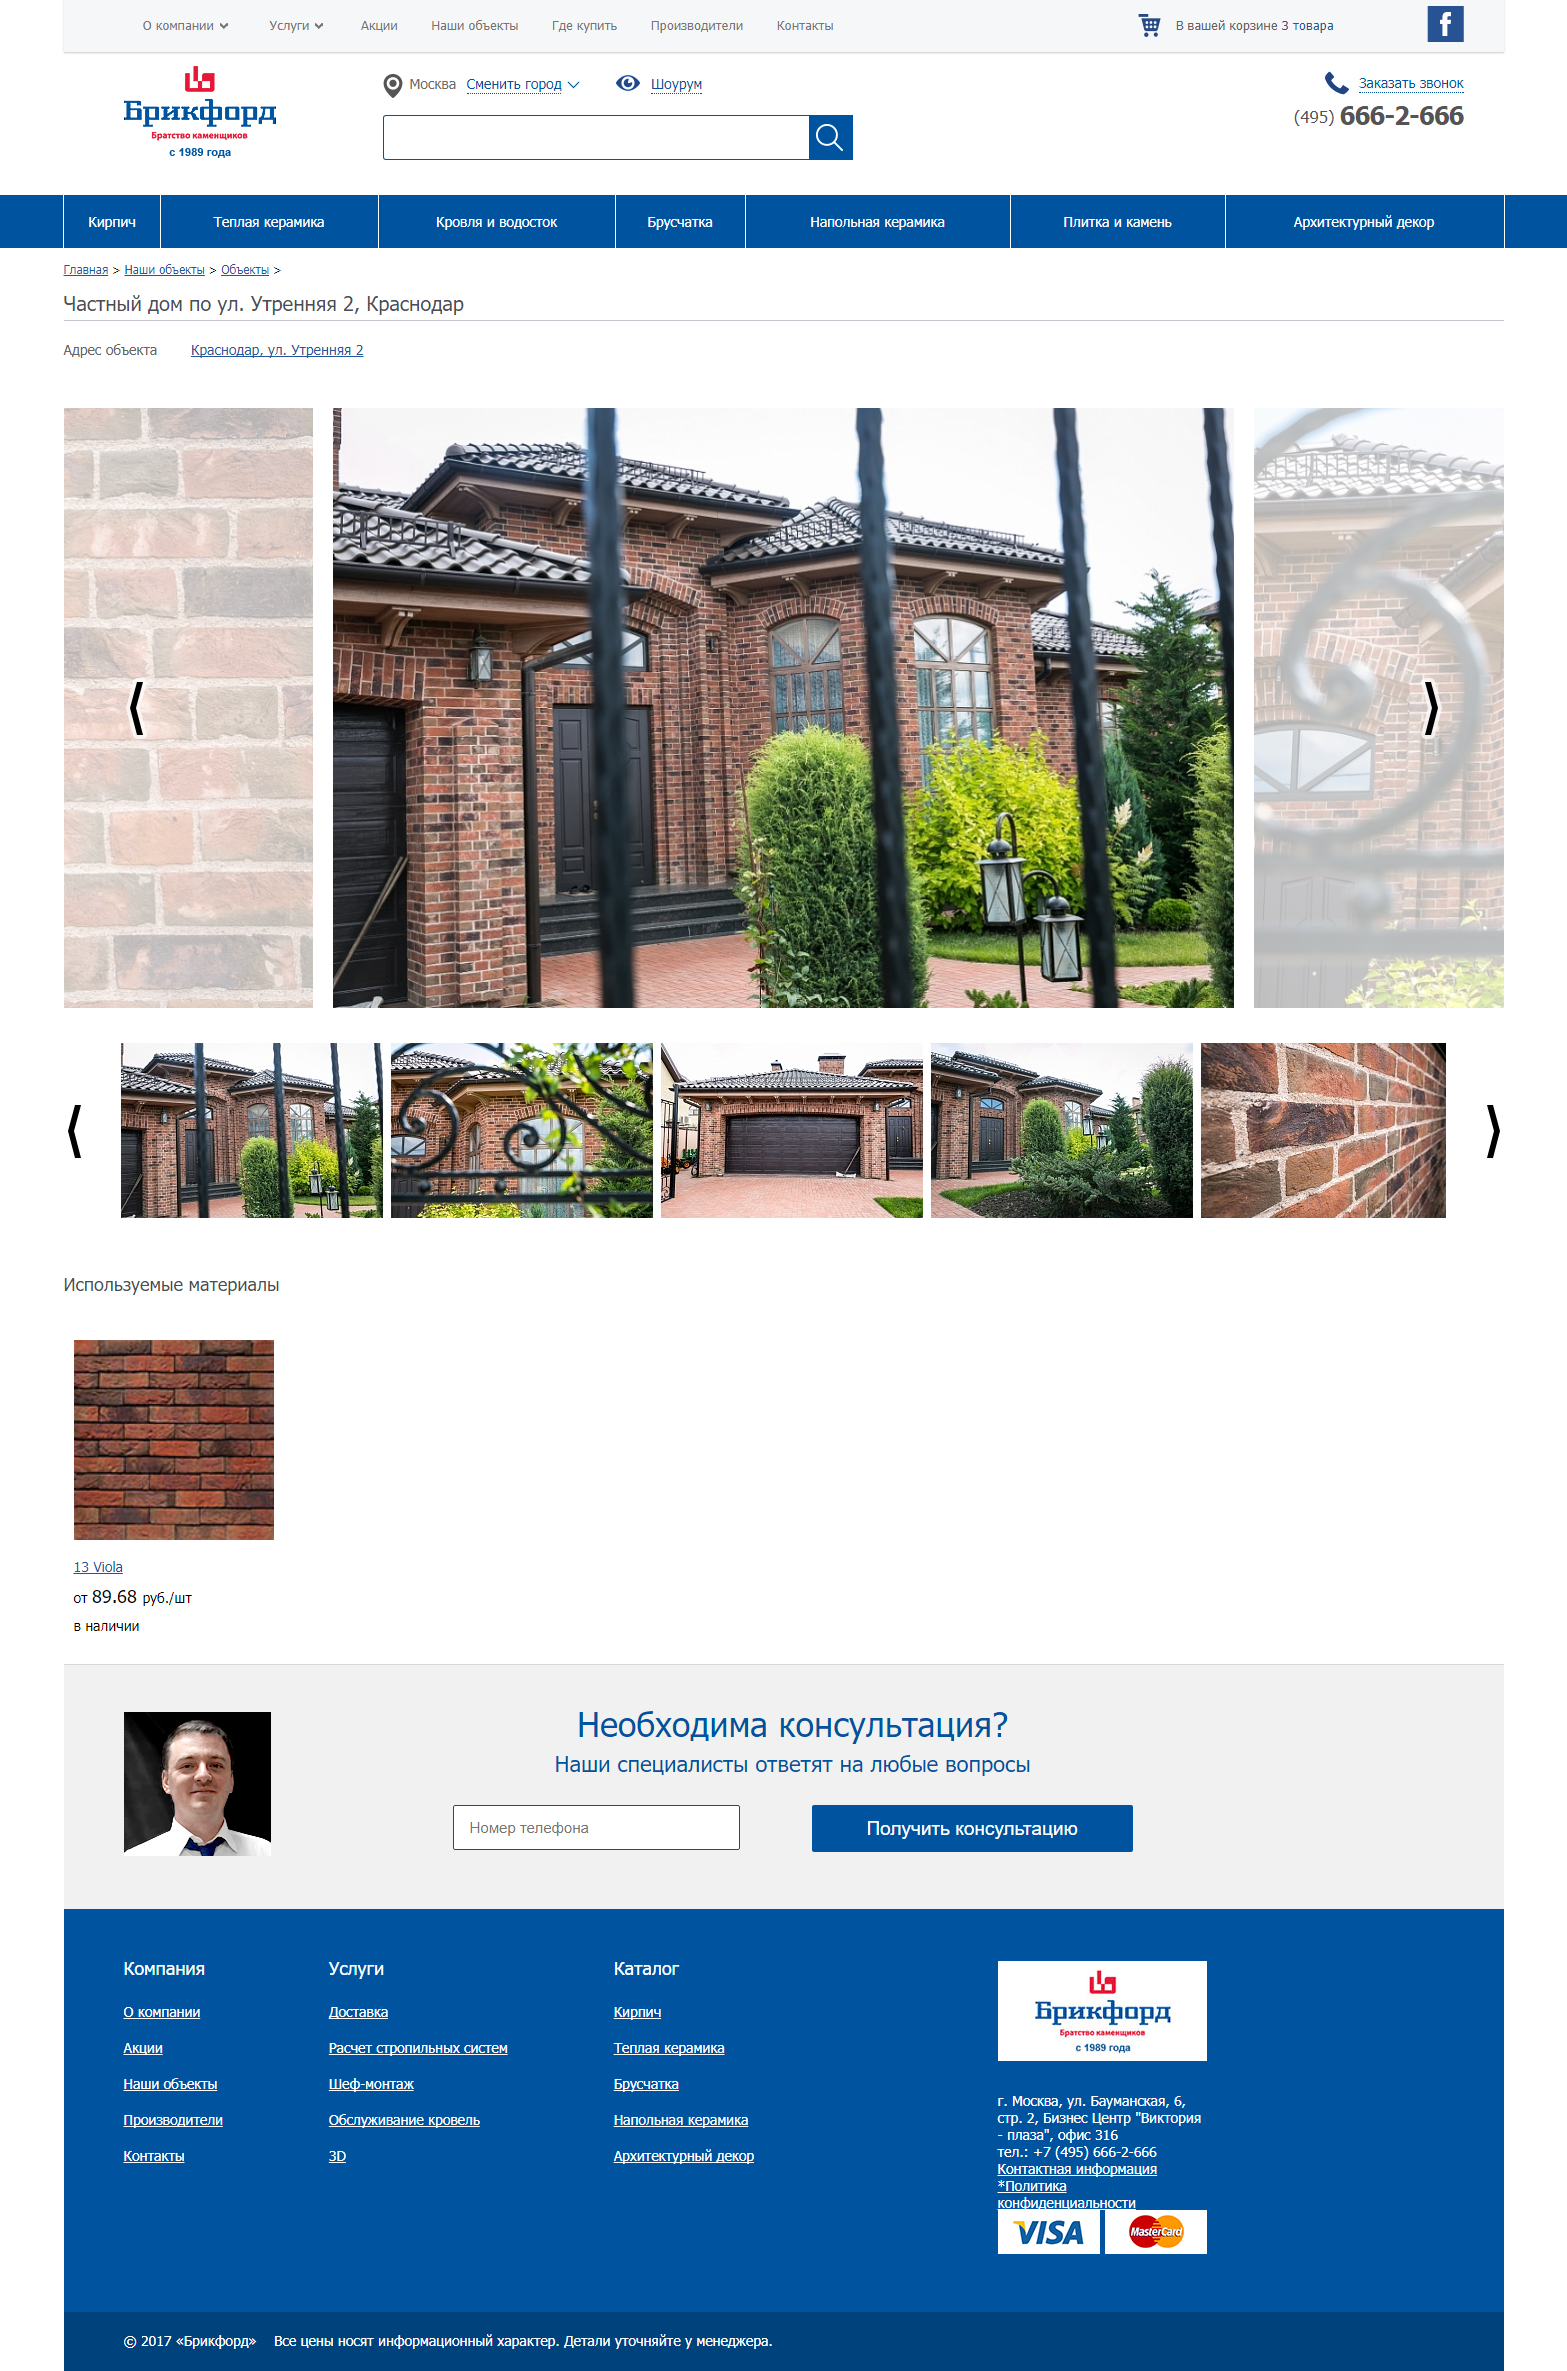 О компании Услуги Акции Наши объекты Где купить Производители Контакты В вашей корзине 3 товара f
Брикфорд
Братство каменщиков
с 1989 года
Москва Сменить город Шоурум
Заказать звонок
(495) 666-2-666
Кирпич Теплая керамика Кровля и водосток Брусчатка Напольная керамика Плитка и камень Архитектурный декор
Главная > Наши объекты > Объекты >
Частный дом по ул. Утренняя 2, Краснодар
Адрес объекта Краснодар, ул. Утренняя 2
Используемые материалы
13 Viola
от 89.68 руб./шт
в наличии
Необходима консультация?
Наши специалисты ответят на любые вопросы
Номер телефона Получить консультацию
Компания
О компании
Акции
Наши объекты
Производители
Контакты
Услуги
Доставка
Расчет стропильных систем
Шеф-монтаж
Обслуживание кровель
3D
Каталог
Кирпич
Теплая керамика
Брусчатка
Напольная керамика
Архитектурный декор
Брикфорд
Братство каменщиков
с 1989 года
г. Москва, ул. Бауманская, 6,
стр. 2, Бизнес Центр "Виктория
- плаза", офис 316
тел.: +7 (495) 666-2-666
Контактная информация
*Политика
конфиденциальности
VISA MasterCard
© 2017 «Брикфорд» Все цены носят информационный характер. Детали уточняйте у менеджера.